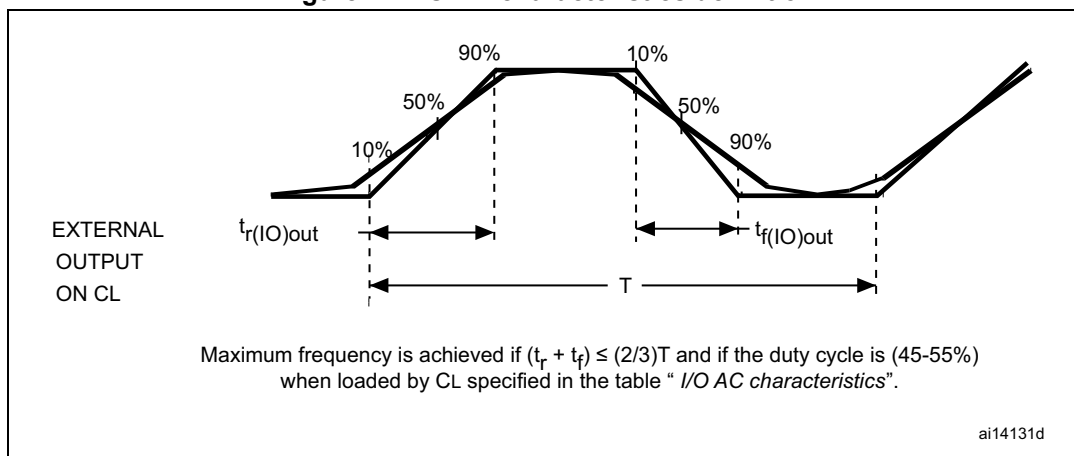 90%
10%
50%
50%
10%
90%
EXTERNAL
OUTPUT
ON CL
tr(IO)out
tf(IO)out
T
Maximum frequency is achieved if (tr + tf) ≤ (2/3)T and if the duty cycle is (45-55%)
when loaded by CL specified in the table “ I/O AC characteristics”.
ai14131d